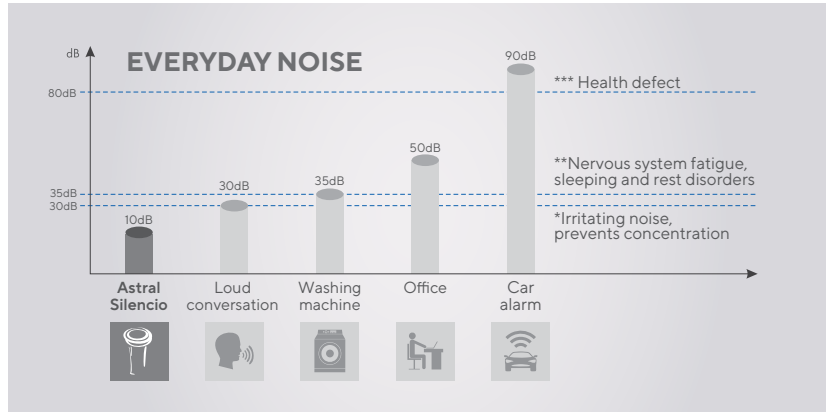 EVERYDAY NOISE
dB
90dB
*** Health defect
80dB
50dB
**Nervous system fatigue,
sleeping and rest disorders
35dB
30dB
35dB
30dB
10dB
*Irritating noise,
prevents concentration
Astral
Silencio
Loud
conversation
Washing
machine
Office
Car
alarm